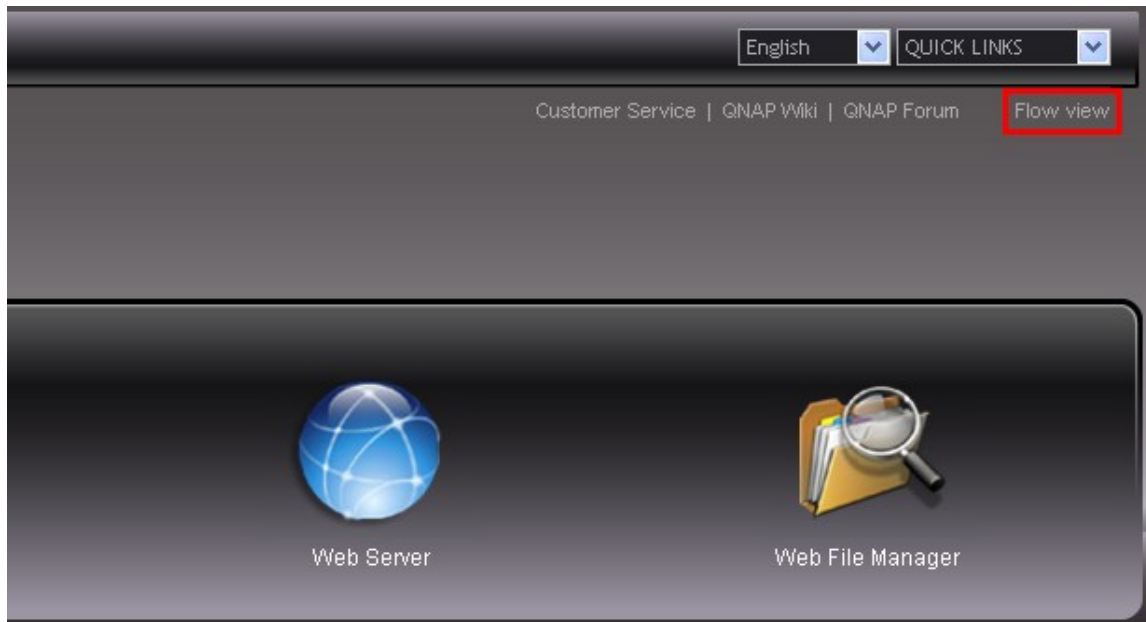 English QUICK LINKS
Customer Service | QNAP Wiki | QNAP Forum Flow view
Web Server Web File Manager